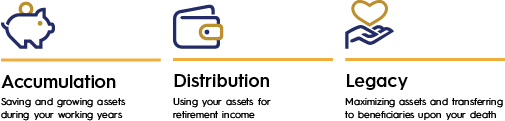 Accumulation
Saving and growing assets
during your working years
Distribution
Using your assets for
retirement income
Legacy
Maximizing assets and transferring
to beneficiaries upon your death